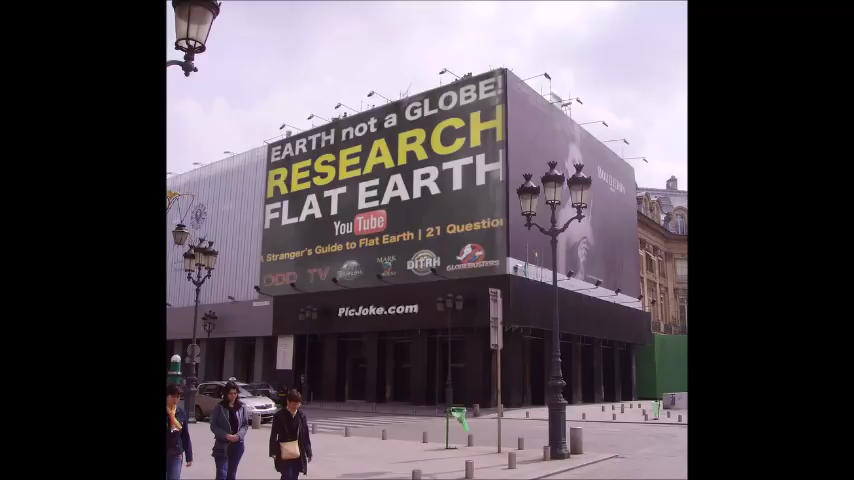 EARTH not a GLOBE!
RESEARCH
FLAT EARTH
YouTube
A Stranger's Guide to Flat Earth | 21 Question
ODD TV
MARK
DITRH
GLOBEBUSTERS
PicJoke.com